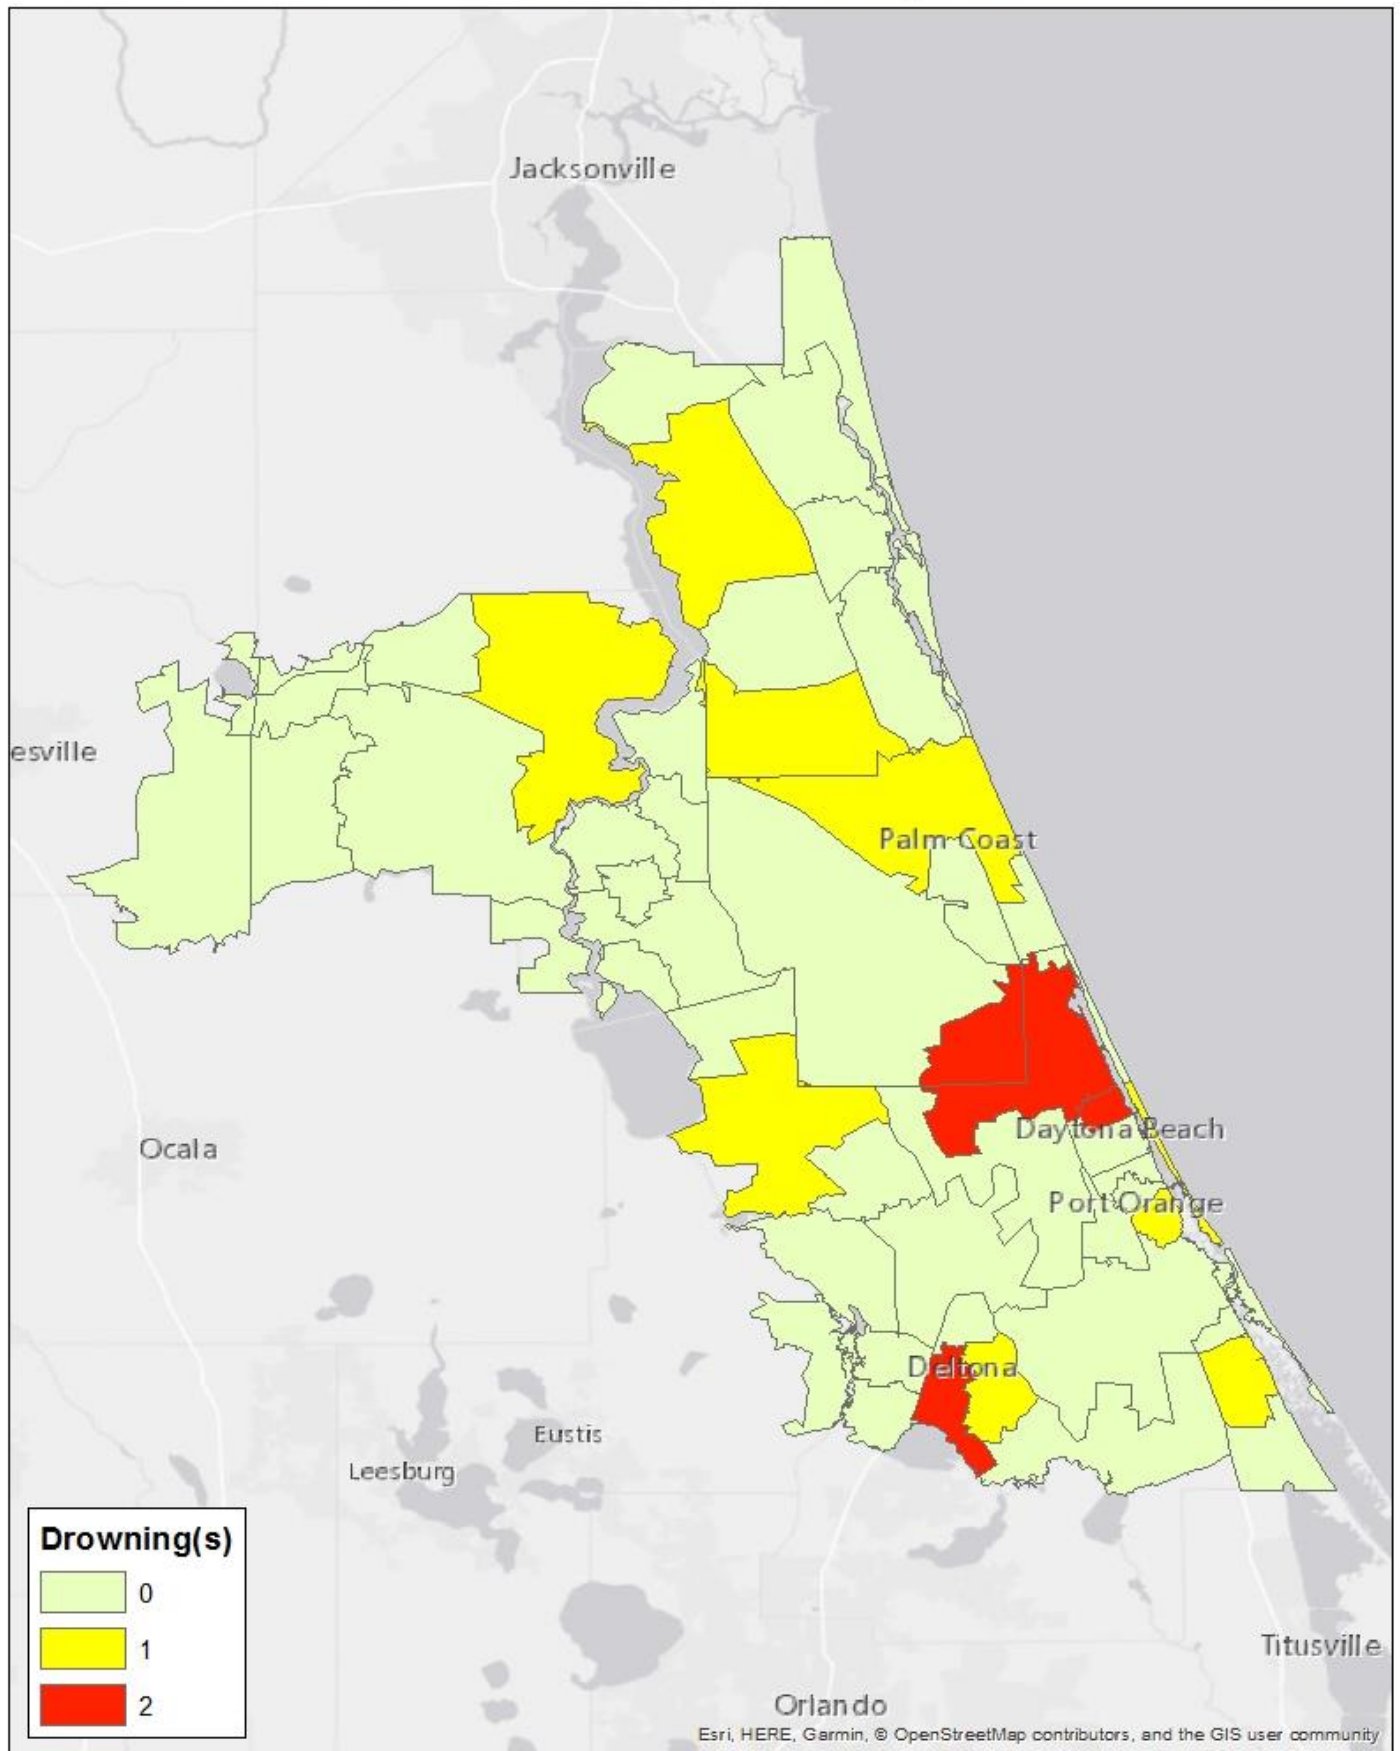 Jacksonville
esville
Palm Coast
Ocala
Daytona Beach
Port Orange
Deltona
Eustis
Leesburg
Drowning(s)
0
1
2
Titusville
Orlando
Esri, HERE, Garmin, © OpenStreetMap contributors, and the GIS user community